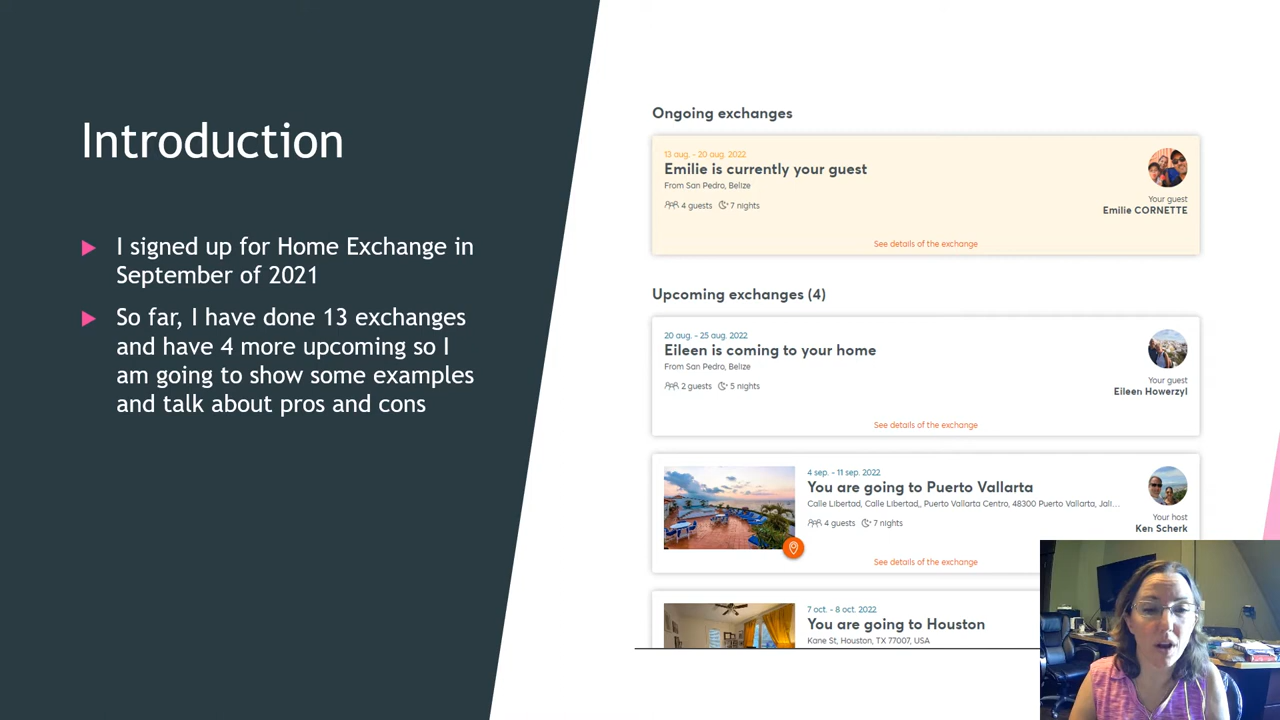 Introduction
I signed up for Home Exchange in
September of 2021
So far, I have done 13 exchanges
and have 4 more upcoming so I
am going to show some examples
and talk about pros and cons
Ongoing exchanges
13 aug. - 20 aug. 2022
Emilie is currently your guest
From San Pedro, Belize
4 guests 7 nights
Your guest
Emilie CORNETTE
See details of the exchange
Upcoming exchanges (4)
20 aug. - 25 aug. 2022
Eileen is coming to your home
From San Pedro, Belize
2 guests 5 nights
Your guest
Eileen Howerzyl
See details of the exchange
4 sep. - 11 sep. 2022
You are going to Puerto Vallarta
Calle Libertad, Calle Libertad,, Puerto Vallarta Centro, 48300 Puerto Vallarta, Jali...
4 guests 7 nights
Your host
Ken Scherk
See details of the exchange
7 oct. - 8 oct. 2022
You are going to Houston
Kane St, Houston, TX 77007, USA